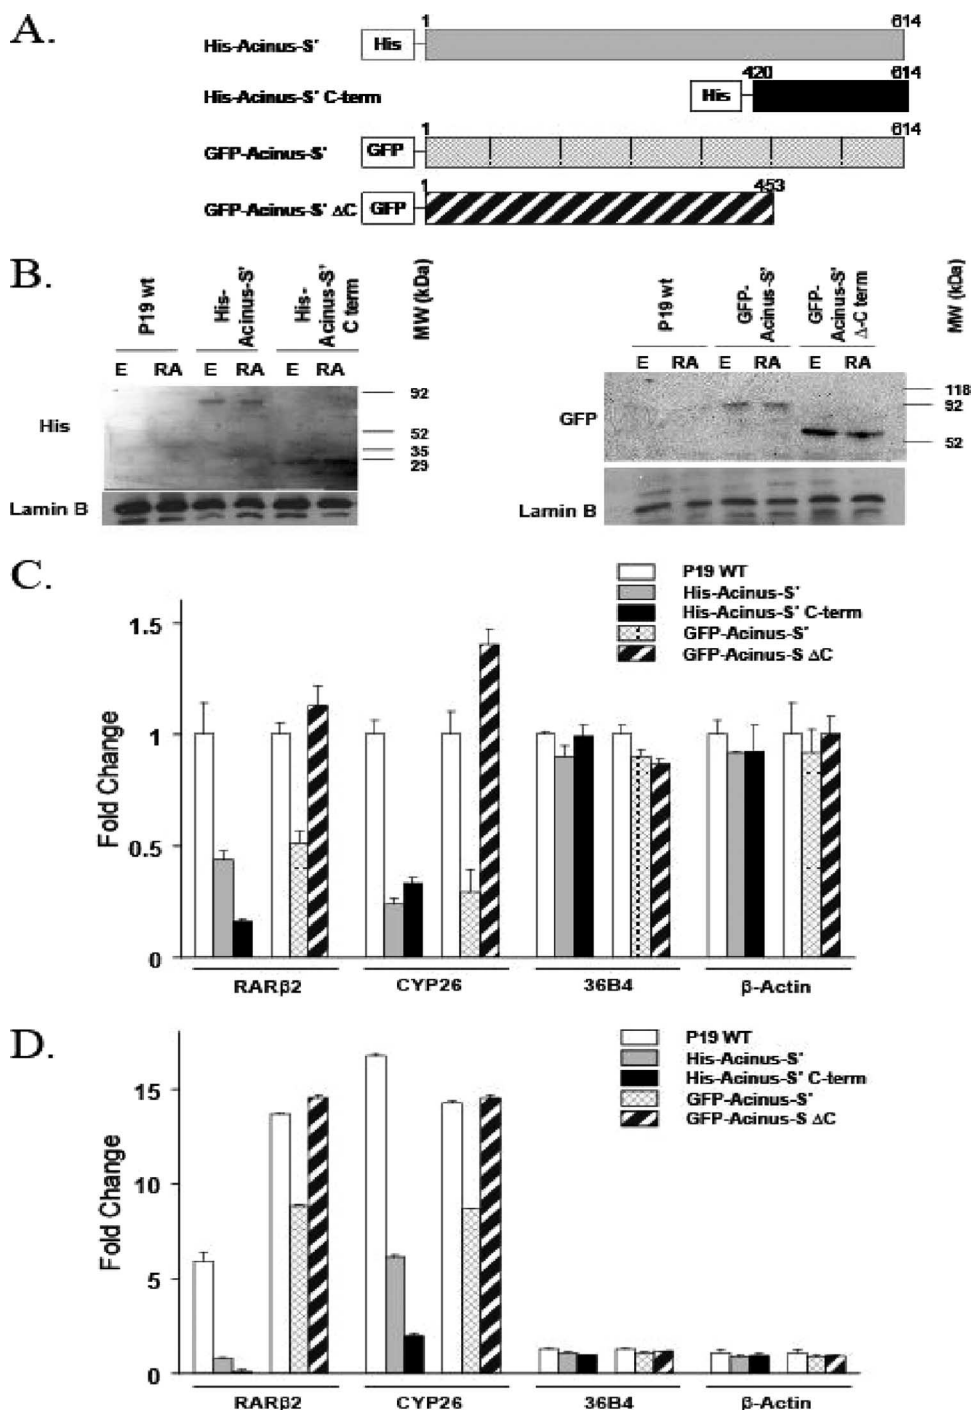 A.
1 614
His-Acinus-S' His
420 614
His-Acinus-S' C-term His
1 614
GFP-Acinus-S' GFP
1 453
GFP-Acinus-S' ΔC GFP
B.
P19 wt
His-
Acinus-S'
His-
Acinus-S'
C term
MW (kDa)
E RA E RA E RA
His
92
52
35
29
Lamin B
P19 wt
GFP-
Acinus-S'
GFP-
Acinus-S'
Δ-C term
MW (kDa)
E RA E RA E RA
GFP
118
92
52
Lamin B
C.
P19 WT
His-Acinus-S'
His-Acinus-S' C-term
GFP-Acinus-S'
GFP-Acinus-S ΔC
Fold Change
1.5
1
0.5
0
RARβ2 CYP26 36B4 β-Actin
D.
P19 WT
His-Acinus-S'
His-Acinus-S' C-term
GFP-Acinus-S'
GFP-Acinus-S ΔC
Fold Change
15
10
5
0
RARβ2 CYP26 36B4 β-Actin